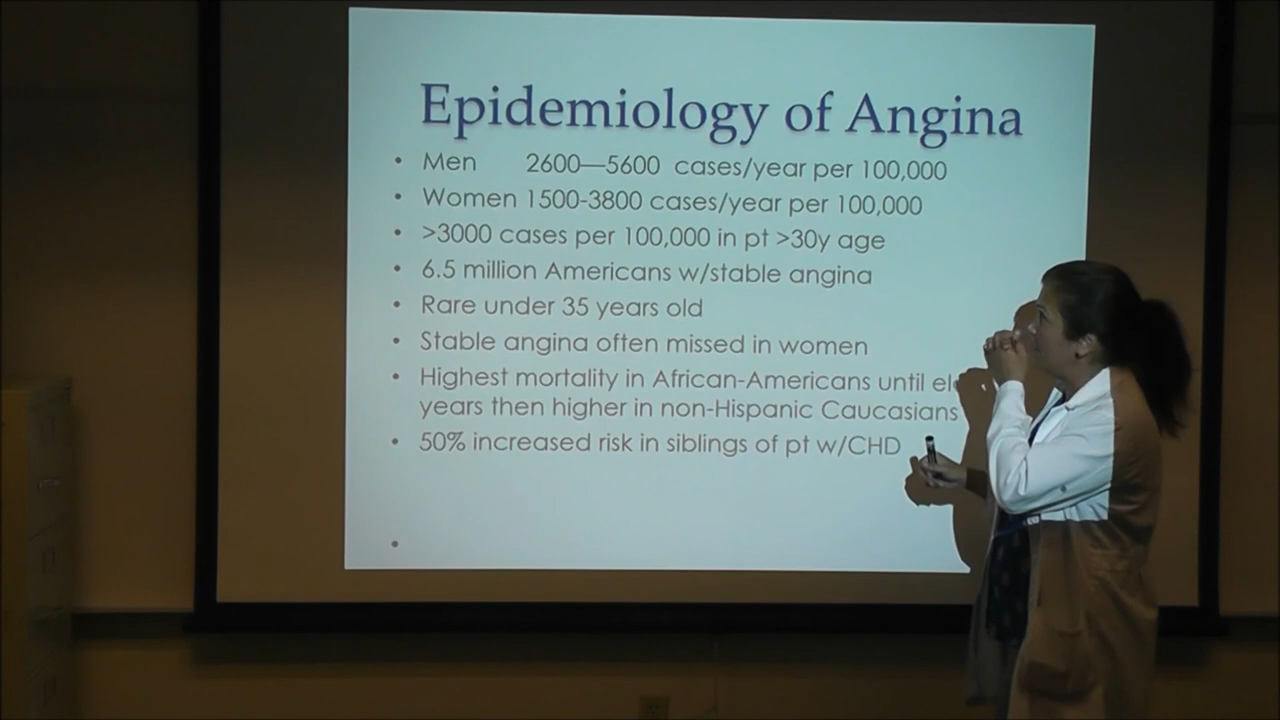 Epidemiology of Angina
• Men 2600—5600 cases/year per 100,000
• Women 1500-3800 cases/year per 100,000
• >3000 cases per 100,000 in pt >30y age
• 6.5 million Americans w/stable angina
• Rare under 35 years old
• Stable angina often missed in women
• Highest mortality in African-Americans until
years then higher in non-Hispanic Caucasians
• 50% increased risk in siblings of pt w/CHD
•